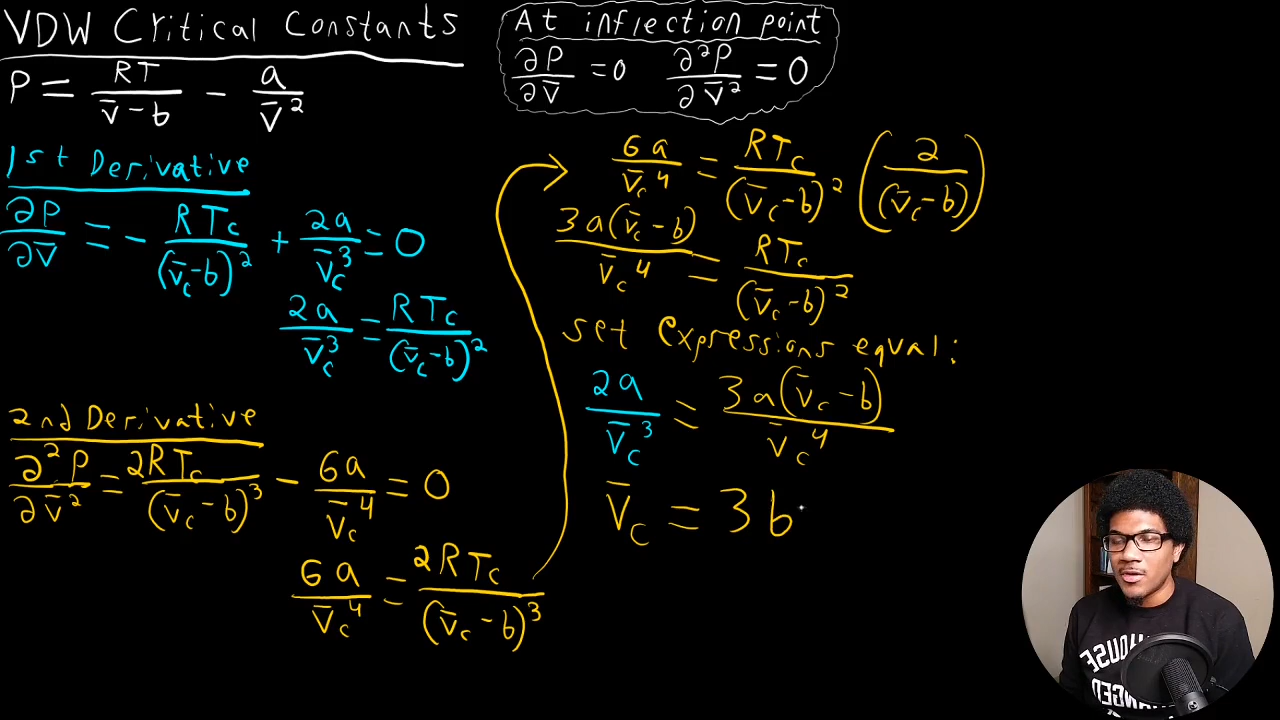 VDW Critical Constants
P = RT/(v̄-b) - a/v̄²
At inflection point
∂P/∂v̄ = 0 ∂²P/∂v̄² = 0
1st Derivative
∂P/∂v̄ = - RTc/(v̄c-b)² + 2a/v̄c³ = 0
2a/v̄c³ = RTc/(v̄c-b)²
2nd Derivative
∂²P/∂v̄² = 2RTc/(v̄c-b)³ - 6a/v̄c⁴ = 0
6a/v̄c⁴ = 2RTc/(v̄c-b)³
6a/v̄c⁴ = RTc/(v̄c-b)² (2/(v̄c-b))
3a(v̄c-b)/v̄c⁴ = RTc/(v̄c-b)²
set expressions equal:
2a/v̄c³ = 3a(v̄c-b)/v̄c⁴
v̄c = 3b